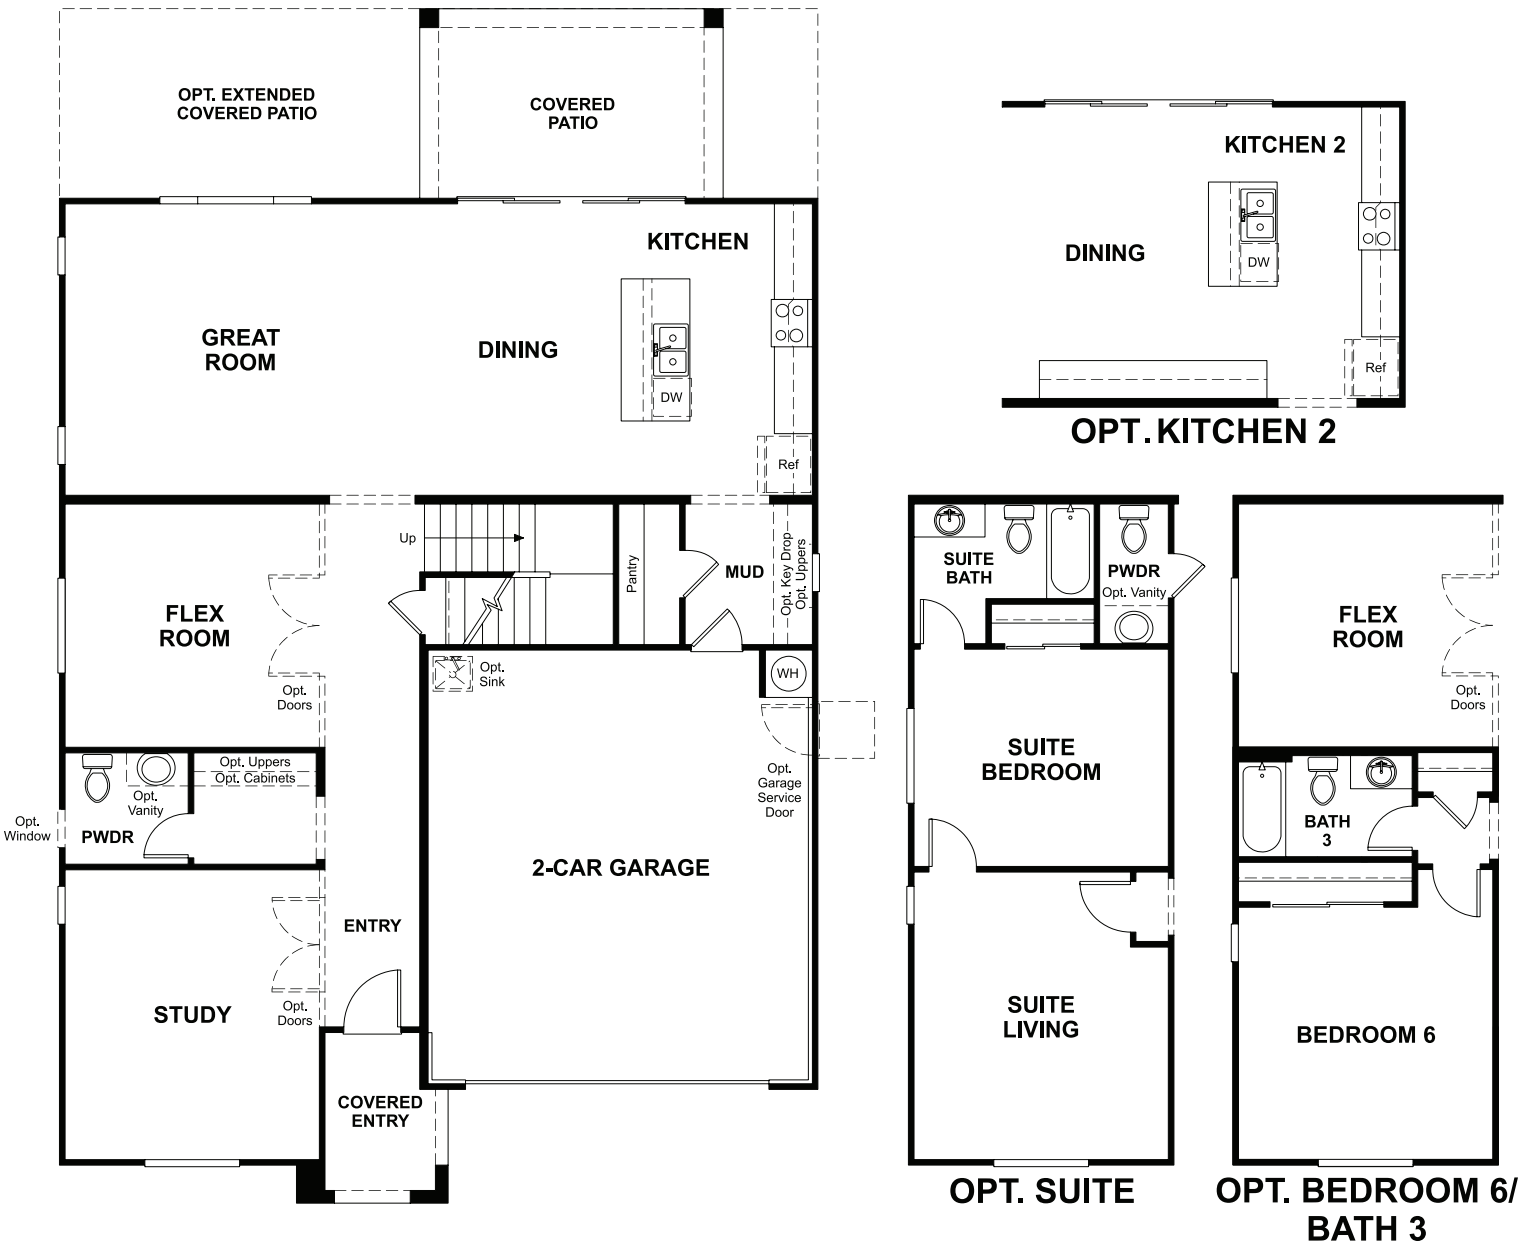 OPT. EXTENDED
COVERED PATIO
COVERED
PATIO
KITCHEN
GREAT
ROOM
DINING
DW
Ref
Up
Pantry
MUD
Opt. Key Drop
Opt. Uppers
FLEX
ROOM
Opt.
Doors
Opt.
Sink
WH
Opt.
Garage
Service
Door
Opt. Uppers
Opt. Cabinets
Opt.
Vanity
Opt.
Window
PWDR
2-CAR GARAGE
ENTRY
STUDY
Opt.
Doors
COVERED
ENTRY
KITCHEN 2
DINING
DW
Ref
OPT. KITCHEN 2
SUITE
BATH
PWDR
Opt. Vanity
SUITE
BEDROOM
SUITE
LIVING
OPT. SUITE
FLEX
ROOM
Opt.
Doors
BATH
3
BEDROOM 6
OPT. BEDROOM 6/
BATH 3